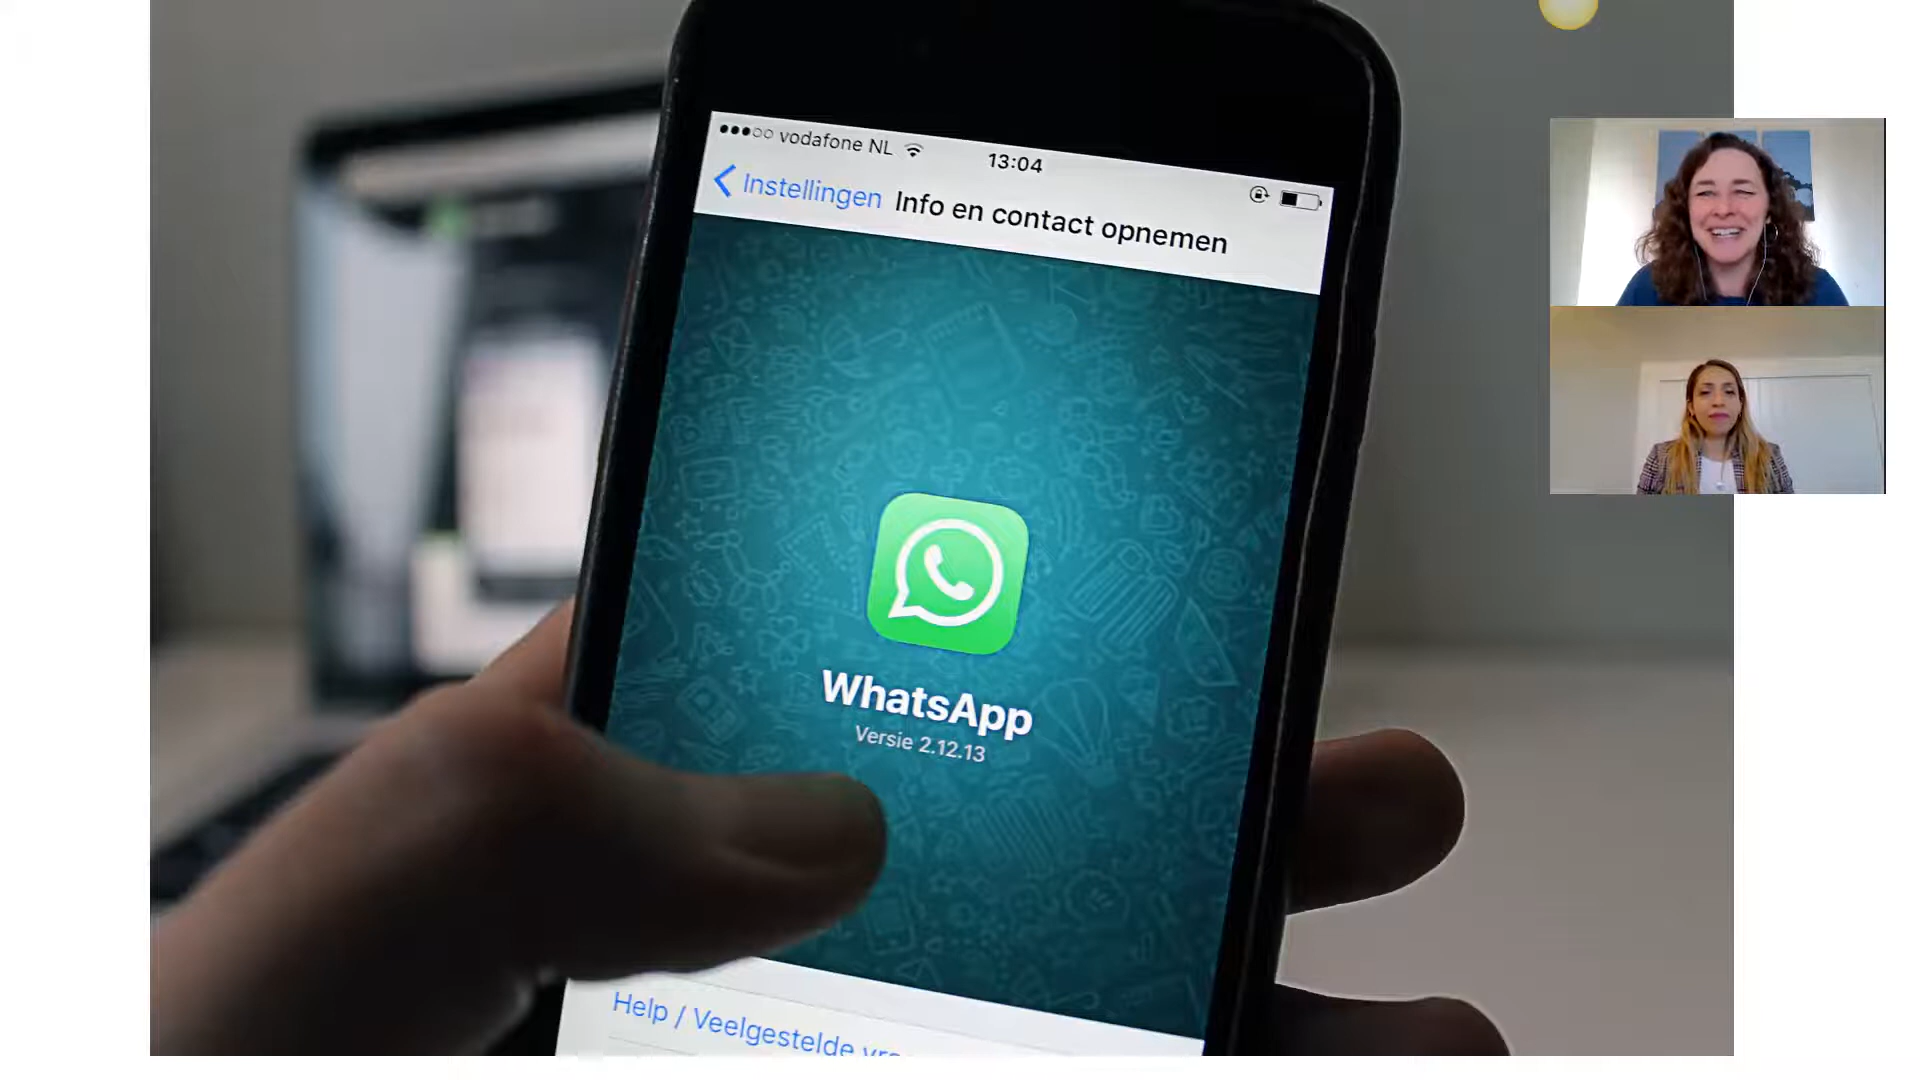 vodafone NL 13:04
Instellingen Info en contact opnemen
WhatsApp
Versie 2.12.13
Help / Veelgestelde